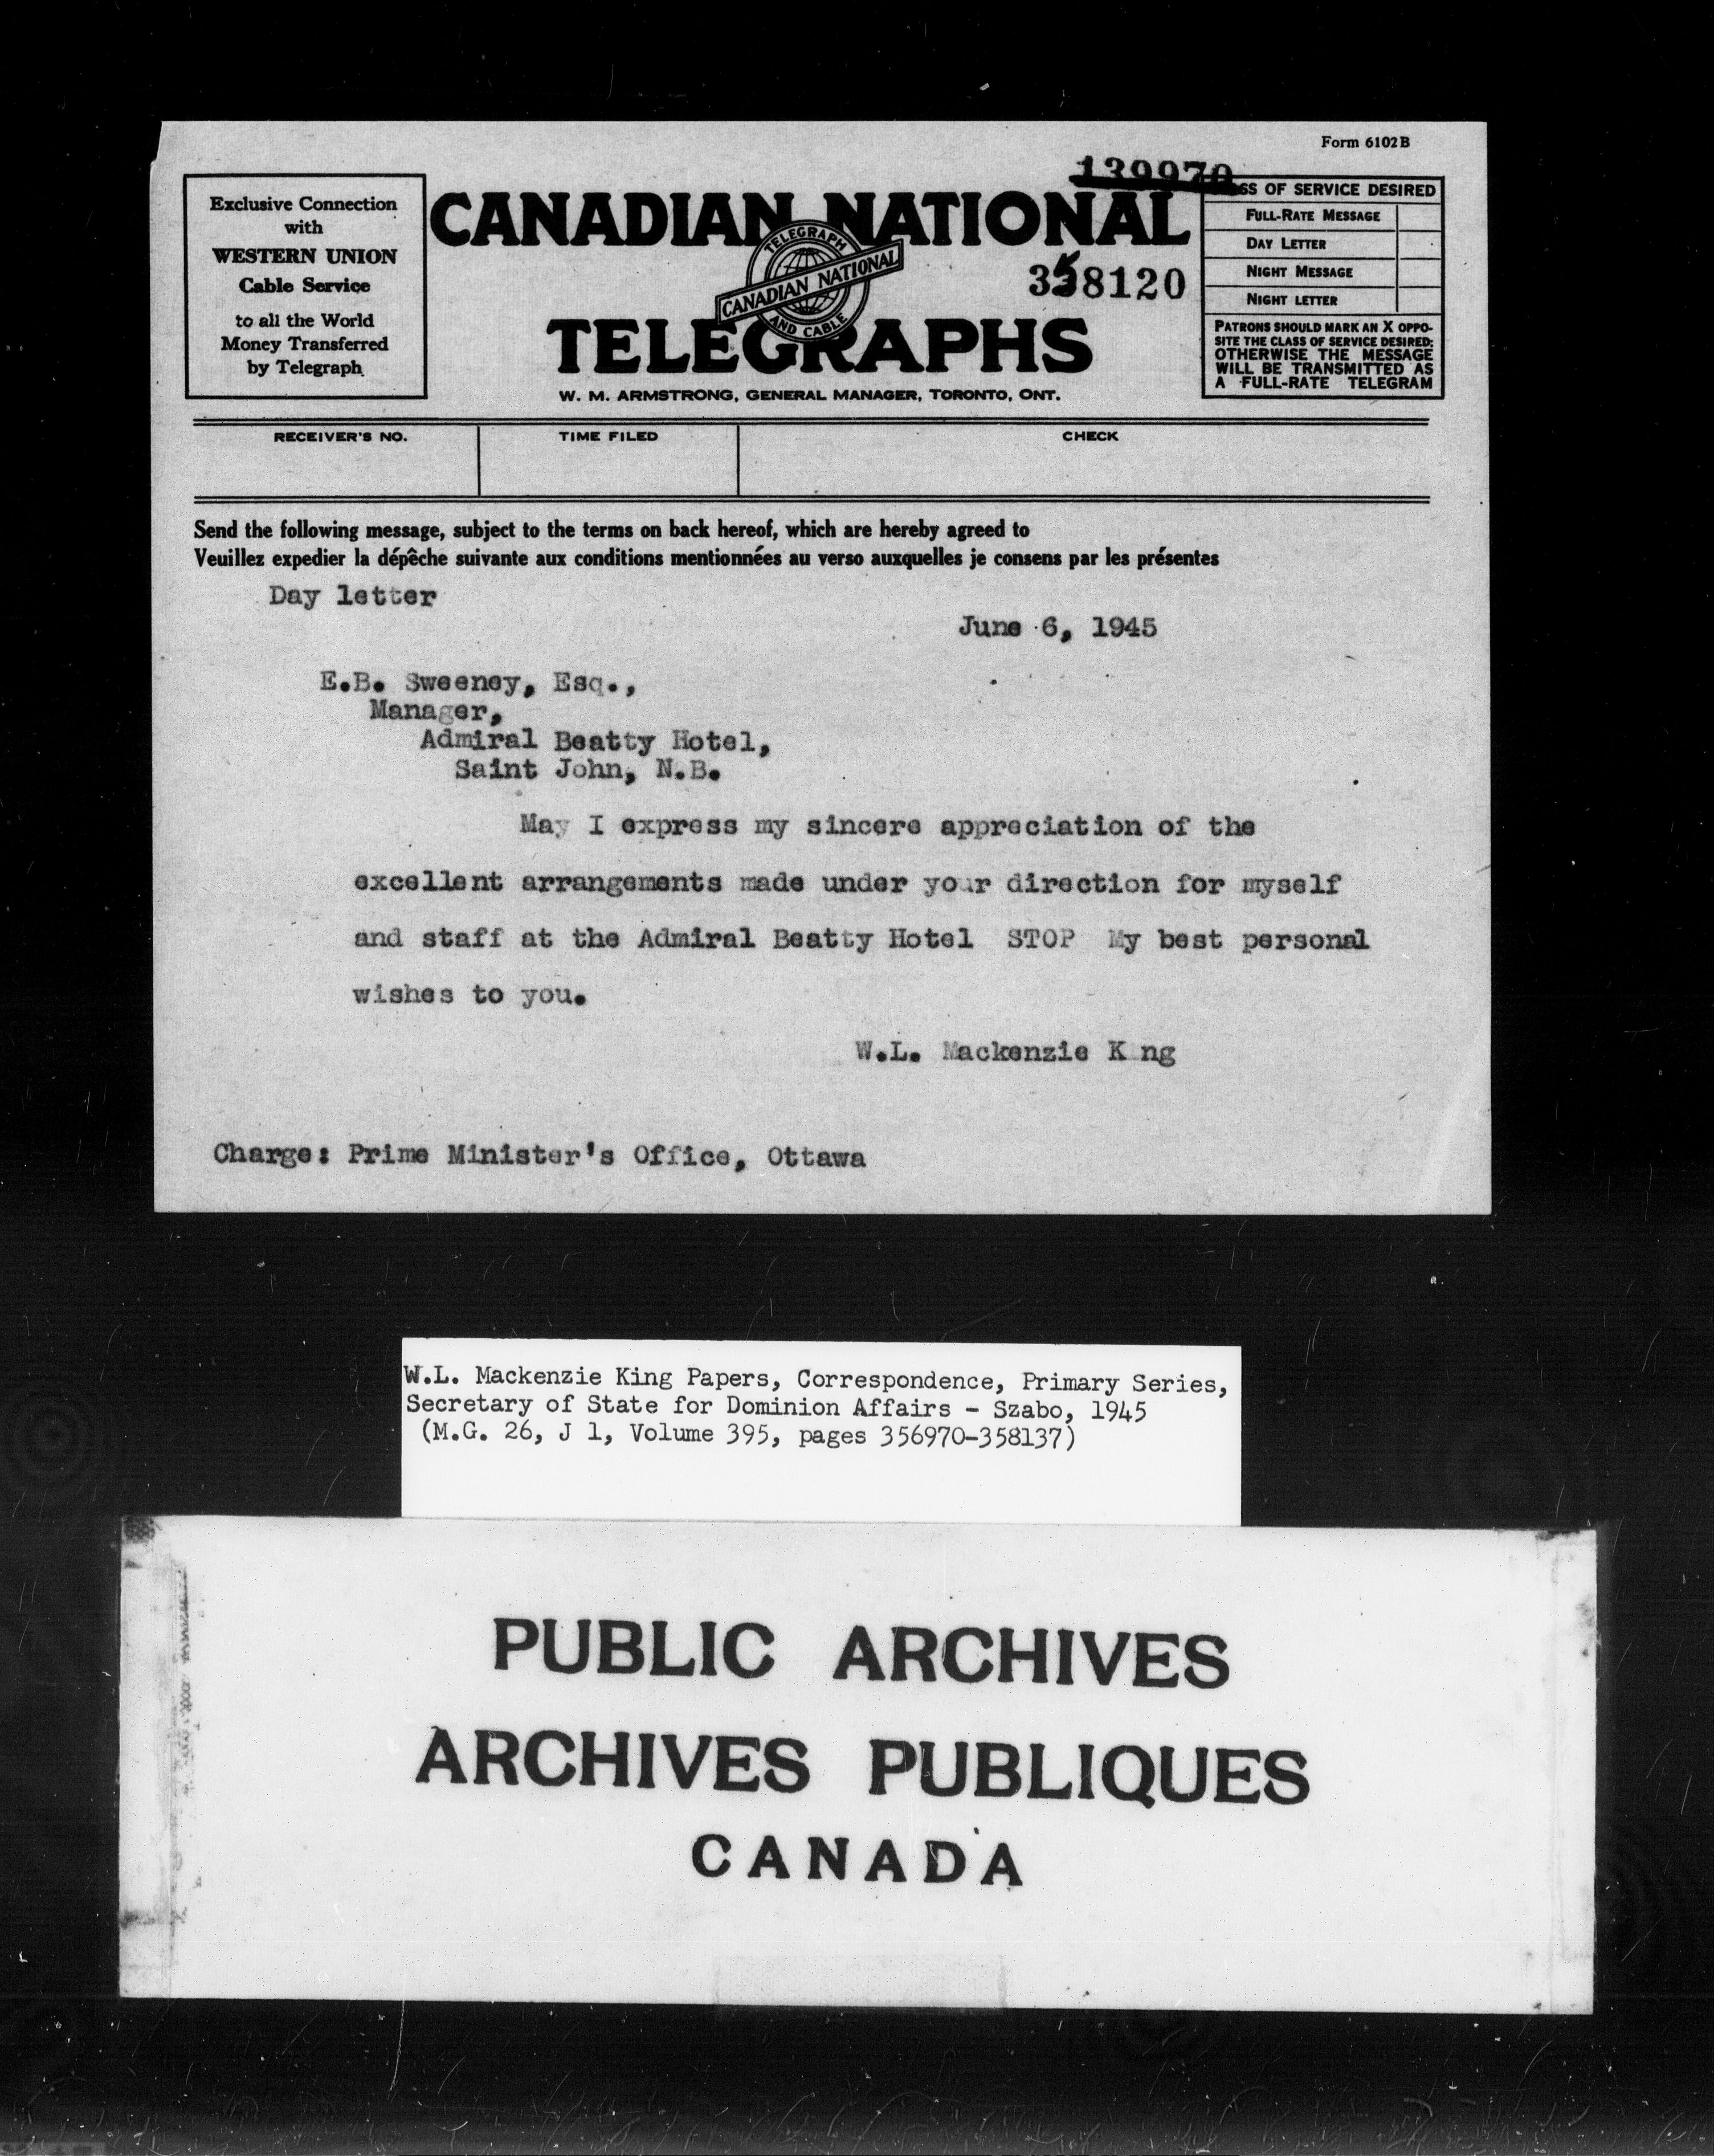 Form 6102B
139970
Exclusive Connection
with
WESTERN UNION
Cable Service
to all the World
Money Transferred
by Telegraph
CANADIAN NATIONAL
TELEGRAPH
CANADIAN NATIONAL
AND CABLE
358120
TELEGRAPHS
W. M. ARMSTRONG, GENERAL MANAGER, TORONTO, ONT.
SS OF SERVICE DESIRED
FULL-RATE MESSAGE
DAY LETTER
NIGHT MESSAGE
NIGHT LETTER
PATRONS SHOULD MARK AN X OPPO-
SITE THE CLASS OF SERVICE DESIRED;
OTHERWISE THE MESSAGE
WILL BE TRANSMITTED AS
A FULL-RATE TELEGRAM
RECEIVER'S NO. TIME FILED CHECK
Send the following message, subject to the terms on back hereof, which are hereby agreed to
Veuillez expedier la dépêche suivante aux conditions mentionnées au verso auxquelles je consens par les présentes
Day letter
June 6, 1945
E.B. Sweeney, Esq.,
Manager,
Admiral Beatty Hotel,
Saint John, N.B.
May I express my sincere appreciation of the
excellent arrangements made under your direction for myself
and staff at the Admiral Beatty Hotel STOP My best personal
wishes to you.
W.L. Mackenzie K ng
Charge: Prime Minister's Office, Ottawa
W.L. Mackenzie King Papers, Correspondence, Primary Series,
Secretary of State for Dominion Affairs - Szabo, 1945
(M.G. 26, J 1, Volume 395, pages 356970-358137)
PUBLIC ARCHIVES
ARCHIVES PUBLIQUES
CANADA